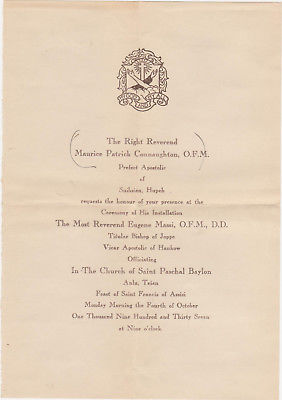 The Right Reverend
Maurice Patrick Connaughton, O.F.M.
Prefect Apostolic
of
Suihsien, Hupeh
requests the honour of your presence at the
Ceremony of His Installation
The Most Reverend Eugene Massi, O.F.M., D.D.
Titular Bishop of Joppe
Vicar Apostolic of Hankow
Officiating
In The Church of Saint Paschal Baylon
Anlu,
Feast of Saint Francis of Assisi
Monday Morning the Fourth of October
One Thousand Nine Hundred and Thirty Seven
at Nine o'clock.